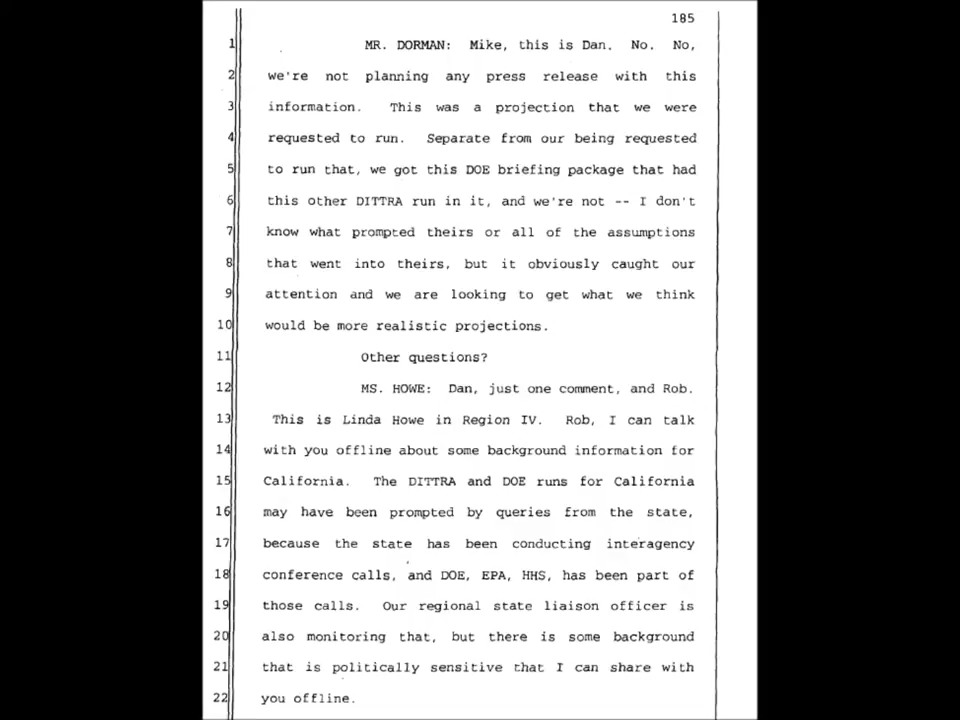 185
1 MR. DORMAN: Mike, this is Dan. No. No,
2 we're not planning any press release with this
3 information. This was a projection that we were
4 requested to run. Separate from our being requested
5 to run that, we got this DOE briefing package that had
6 this other DITTRA run in it, and we're not -- I don't
7 know what prompted theirs or all of the assumptions
8 that went into theirs, but it obviously caught our
9 attention and we are looking to get what we think
10 would be more realistic projections.
11 Other questions?
12 MS. HOWE: Dan, just one comment, and Rob.
13 This is Linda Howe in Region IV. Rob, I can talk
14 with you offline about some background information for
15 California. The DITTRA and DOE runs for California
16 may have been prompted by queries from the state,
17 because the state has been conducting interagency
18 conference calls, and DOE, EPA, HHS, has been part of
19 those calls. Our regional state liaison officer is
20 also monitoring that, but there is some background
21 that is politically sensitive that I can share with
22 you offline.